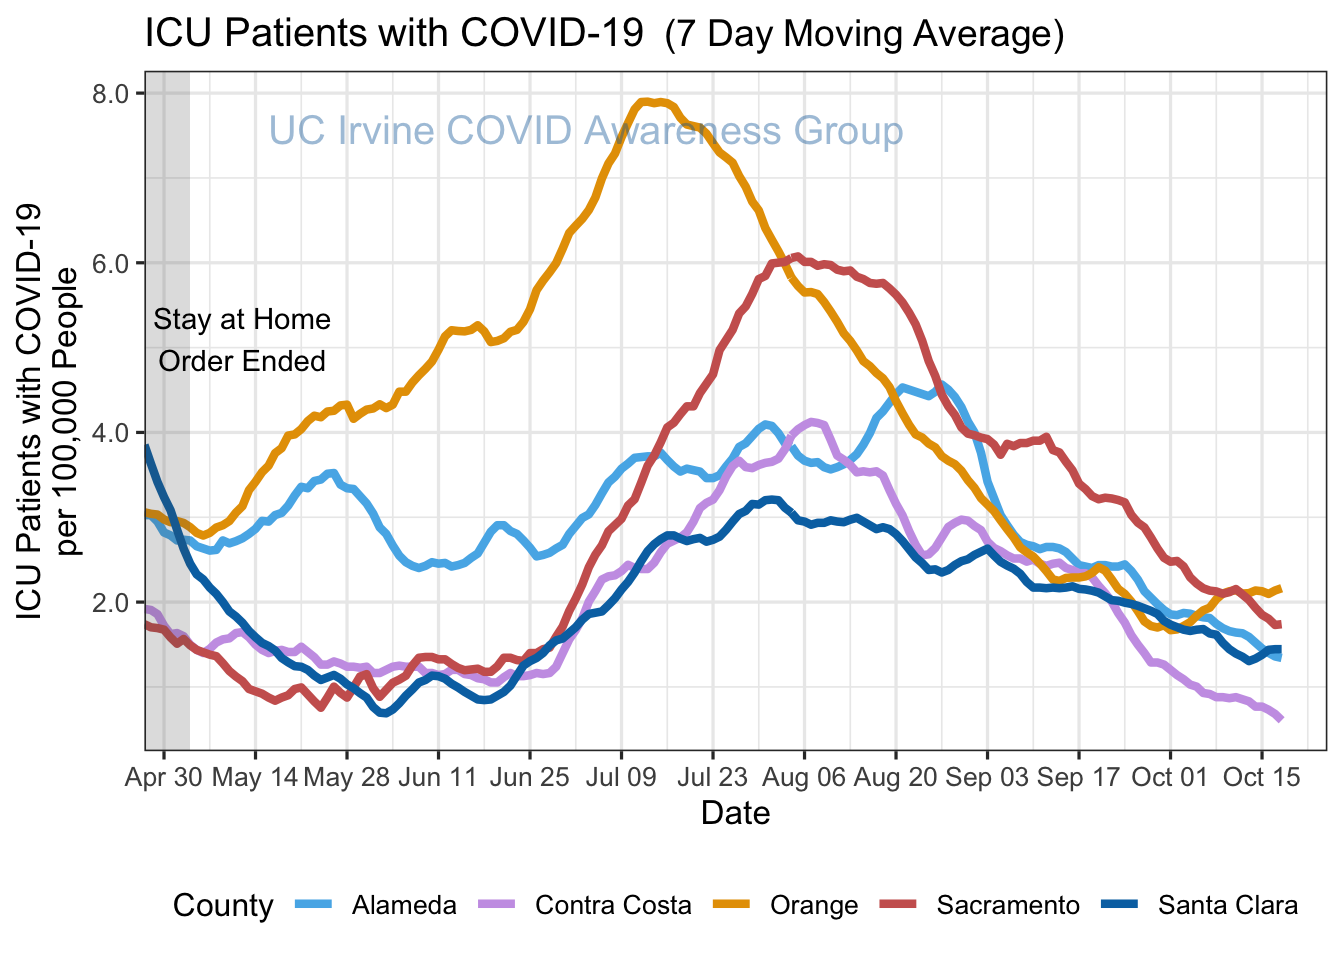 ICU Patients with COVID-19  (7 Day Moving Average)
UC Irvine COVID Awareness Group
ICU Patients with COVID-19
per 100,000 People
8.0
6.0
4.0
2.0
Stay at Home
Order Ended
Apr 30 May 14 May 28 Jun 11 Jun 25 Jul 09 Jul 23 Aug 06 Aug 20 Sep 03 Sep 17 Oct 01 Oct 15
Date
County Alameda Contra Costa Orange Sacramento Santa Clara